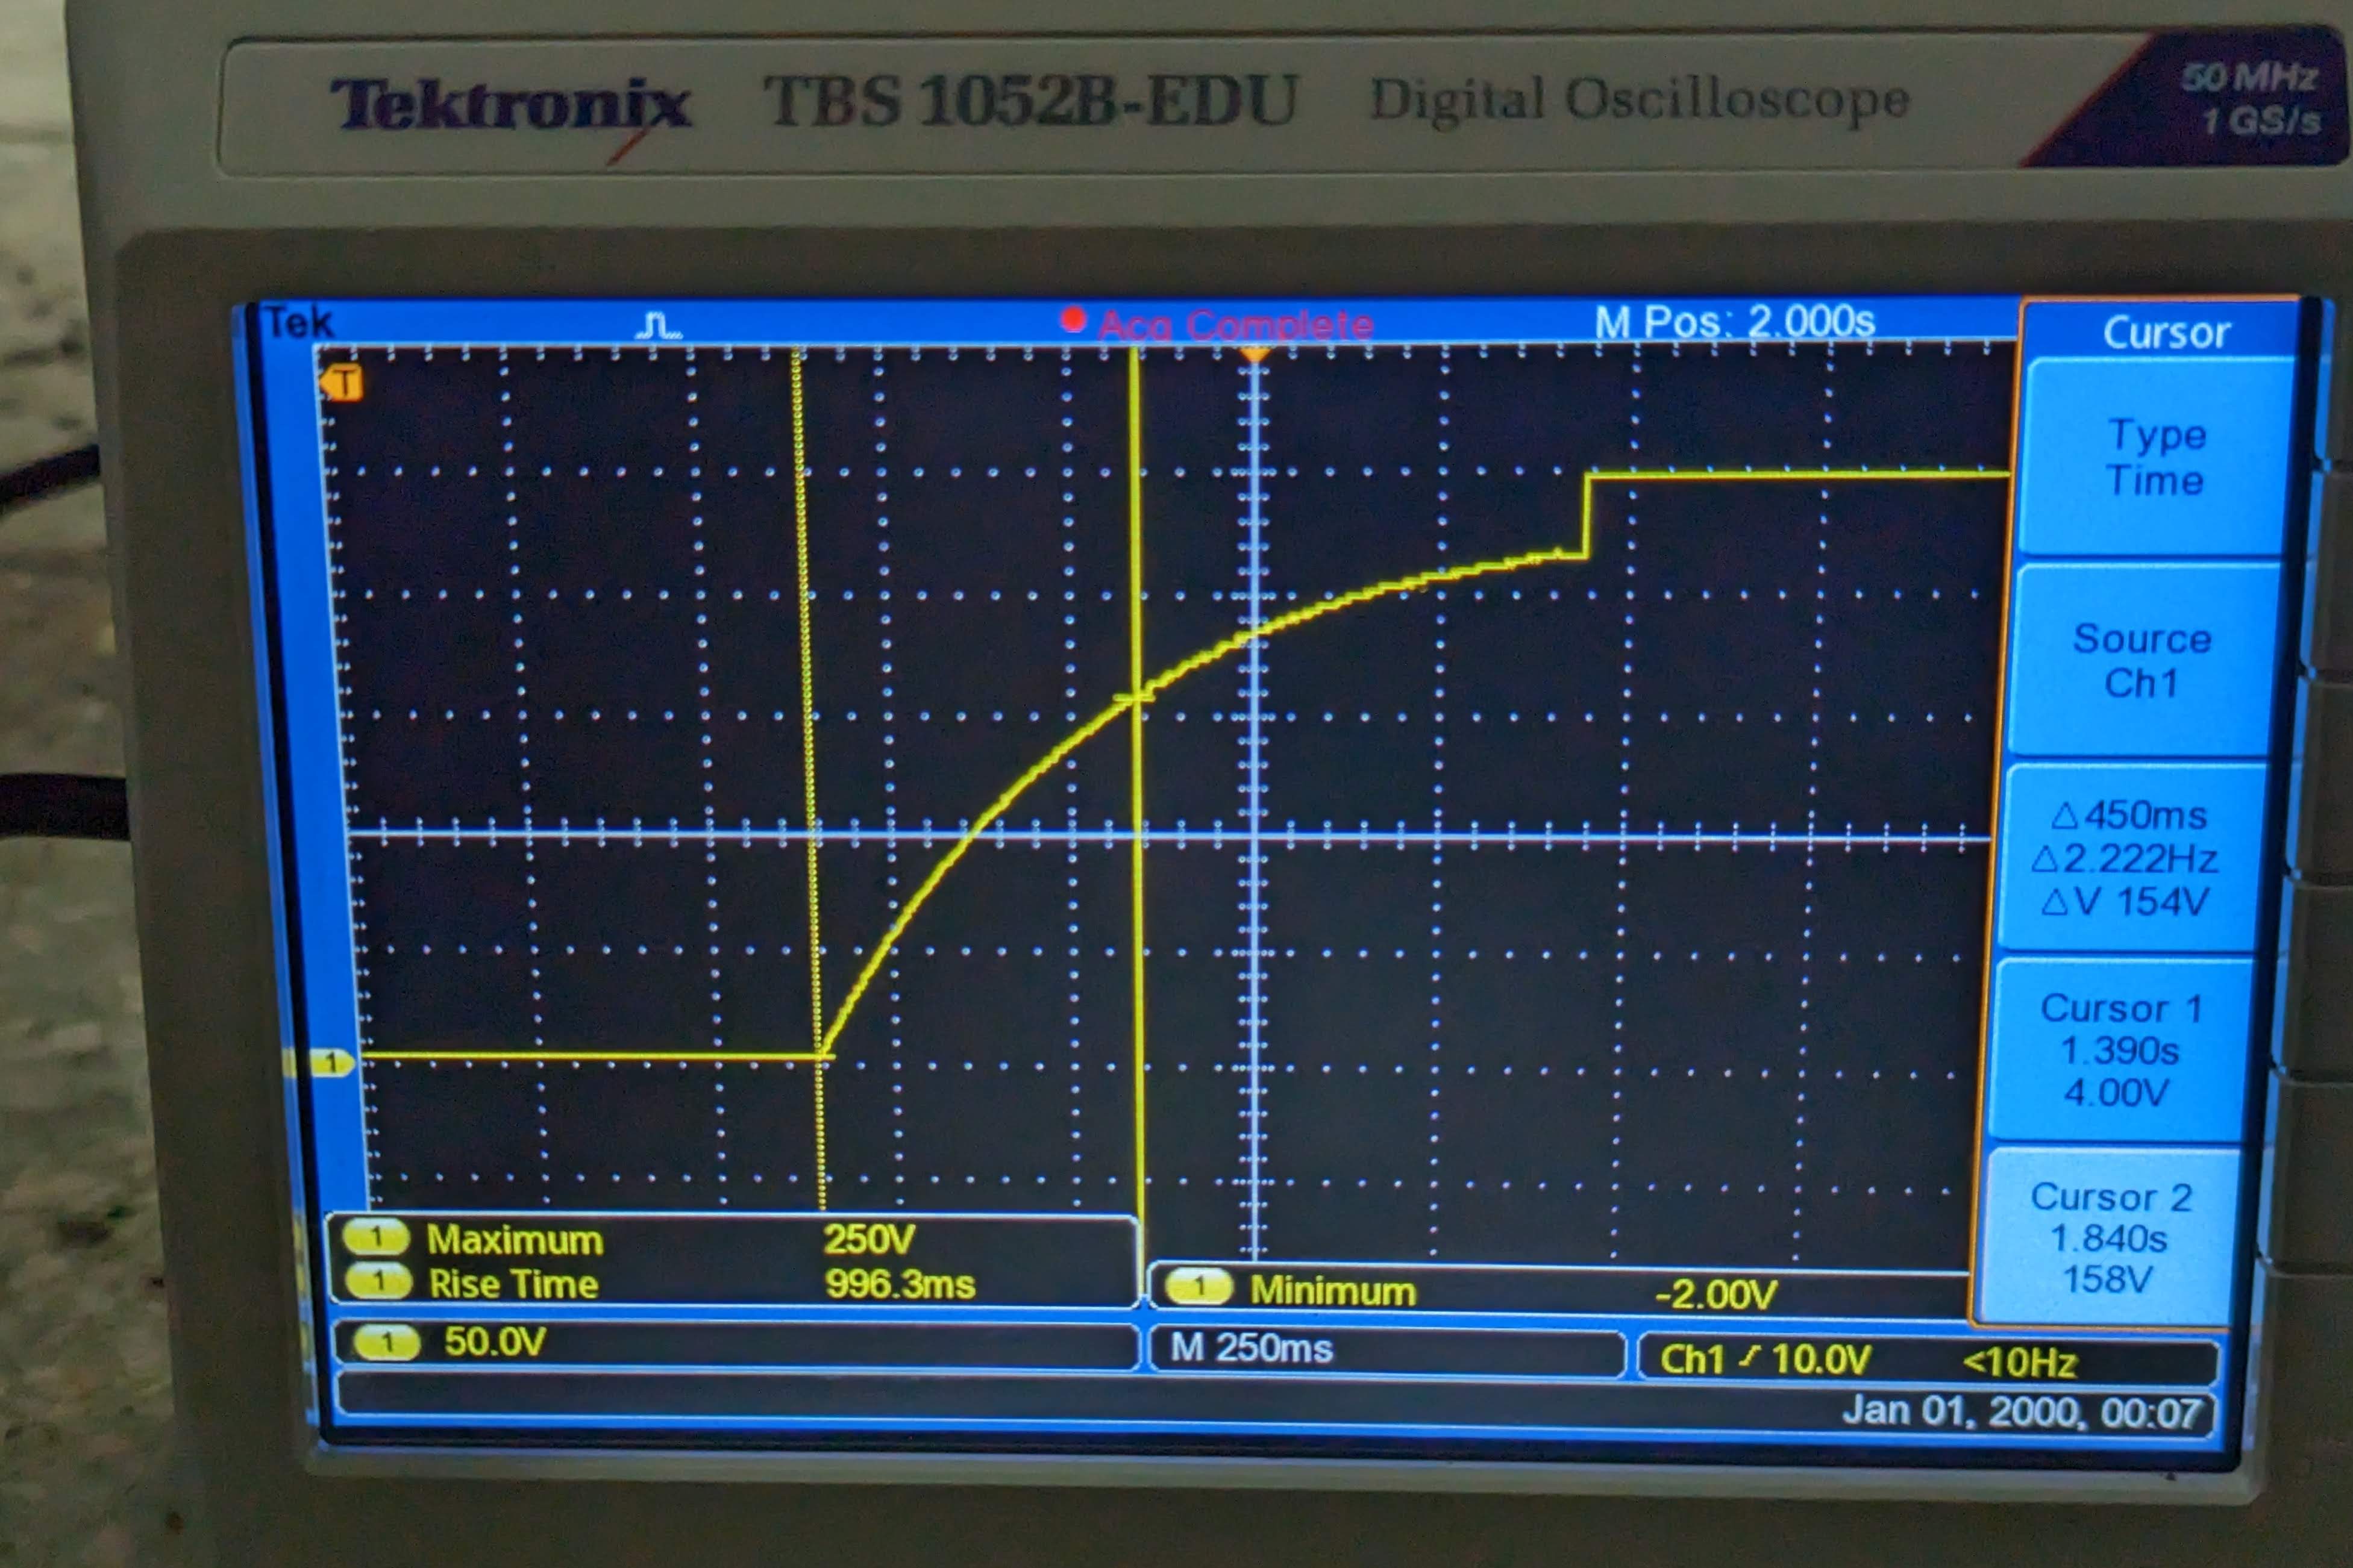 Tektronix TBS 1052B-EDU Digital Oscilloscope
50 MHz
1 GS/s
Tek Acq Complete M Pos: 2.000s
Cursor
T
Type
Time
Source
Ch1
△450ms
△2.222Hz
△V 154V
Cursor 1
1.390s
4.00V
Cursor 2
1.840s
158V
1
1 Maximum 250V
1 Rise Time 996.3ms
1 Minimum -2.00V
1 50.0V
M 250ms
Ch1 / 10.0V <10Hz
Jan 01, 2000, 00:07